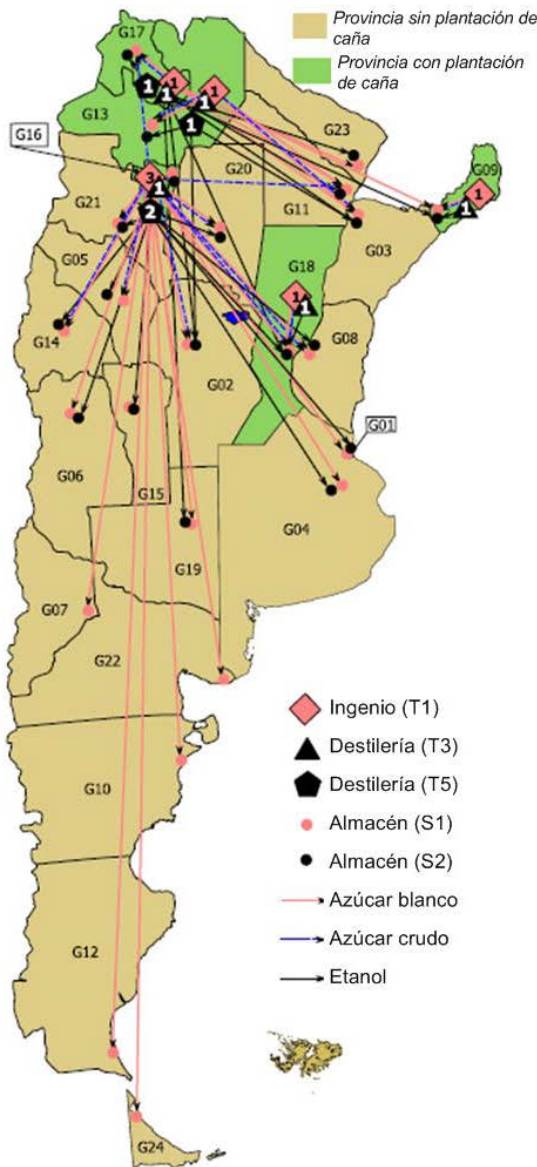 Provincia sin plantación de
caña
Provincia con plantación
de caña
G17
1
1
1
1
1
G13
1
G16
G23
G09
1
1
3
1
G20
G21
2
G11
G03
G05
G18
1
1
G14
G08
G02
G01
G06
G15
G04
G19
G07
G22
Ingenio (T1)
Destilería (T3)
Destilería (T5)
G10
Almacén (S1)
Almacén (S2)
Azúcar blanco
Azúcar crudo
G12
Etanol
G24